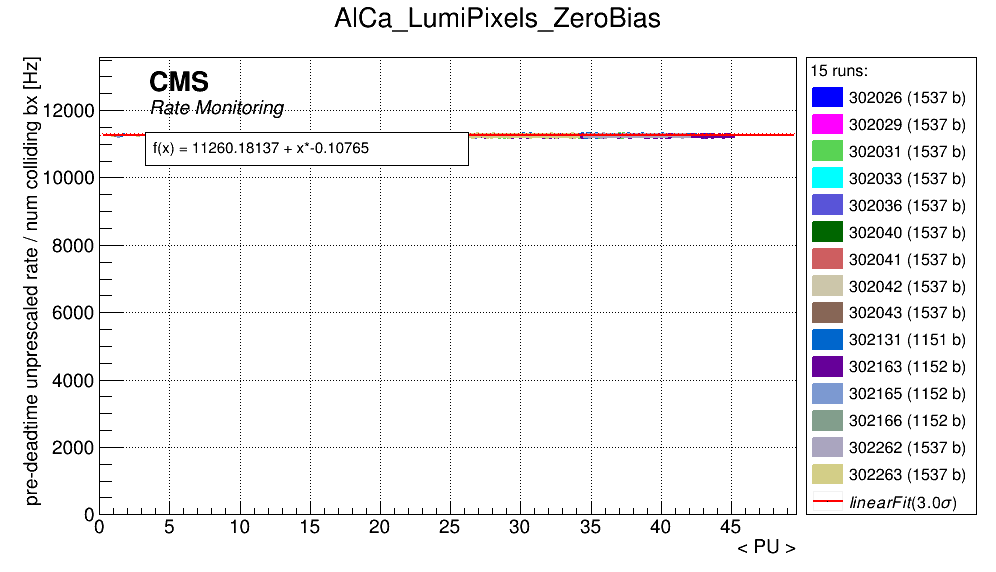 AlCa_LumiPixels_ZeroBias
pre-deadtime unprescaled rate / num colliding bx [Hz]
CMS
Rate Monitoring
f(x) = 11260.18137 + x*-0.10765
12000
10000
8000
6000
4000
2000
0
0 5 10 15 20 25 30 35 40 45
< PU >
15 runs:
302026 (1537 b)
302029 (1537 b)
302031 (1537 b)
302033 (1537 b)
302036 (1537 b)
302040 (1537 b)
302041 (1537 b)
302042 (1537 b)
302043 (1537 b)
302131 (1151 b)
302163 (1152 b)
302165 (1152 b)
302166 (1152 b)
302262 (1537 b)
302263 (1537 b)
linearFit(3.0σ)